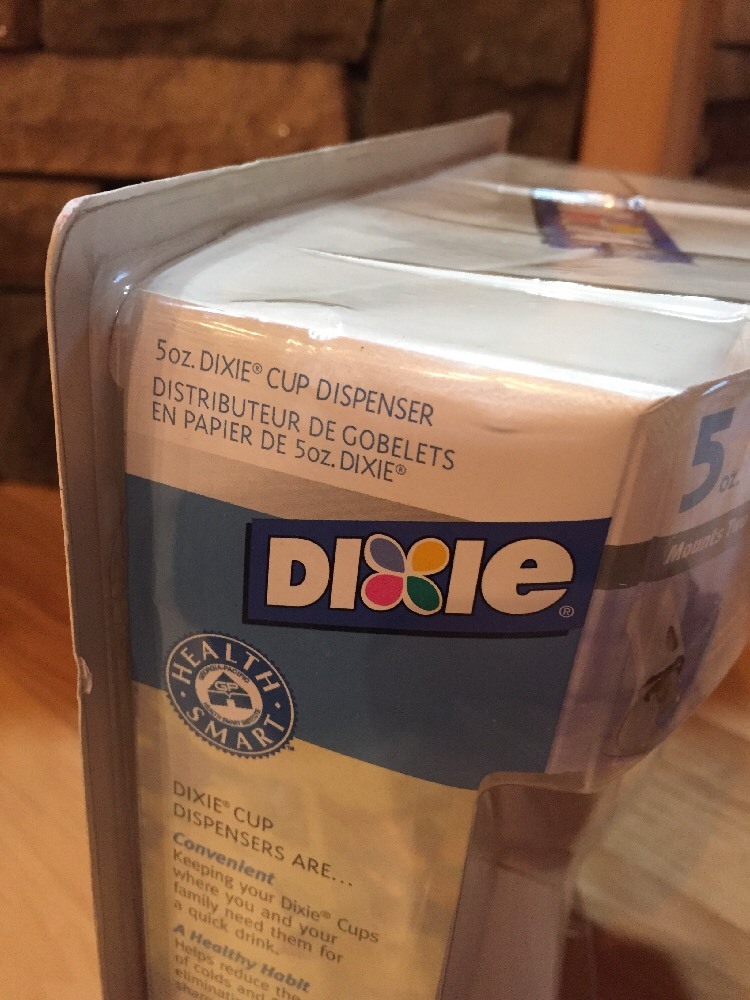 5oz. DIXIE® CUP DISPENSER
DISTRIBUTEUR DE GOBELETS
EN PAPIER DE 5oz. DIXIE®
5 oz.
Mounts
DIXIE®
HEALTH
GP
SMART
DIXIE® CUP
DISPENSERS ARE...
Convenient
Keeping your Dixie® Cups
where you and your
family need them for
a quick drink.
A Healthy Habit
Helps reduce the
of colds and